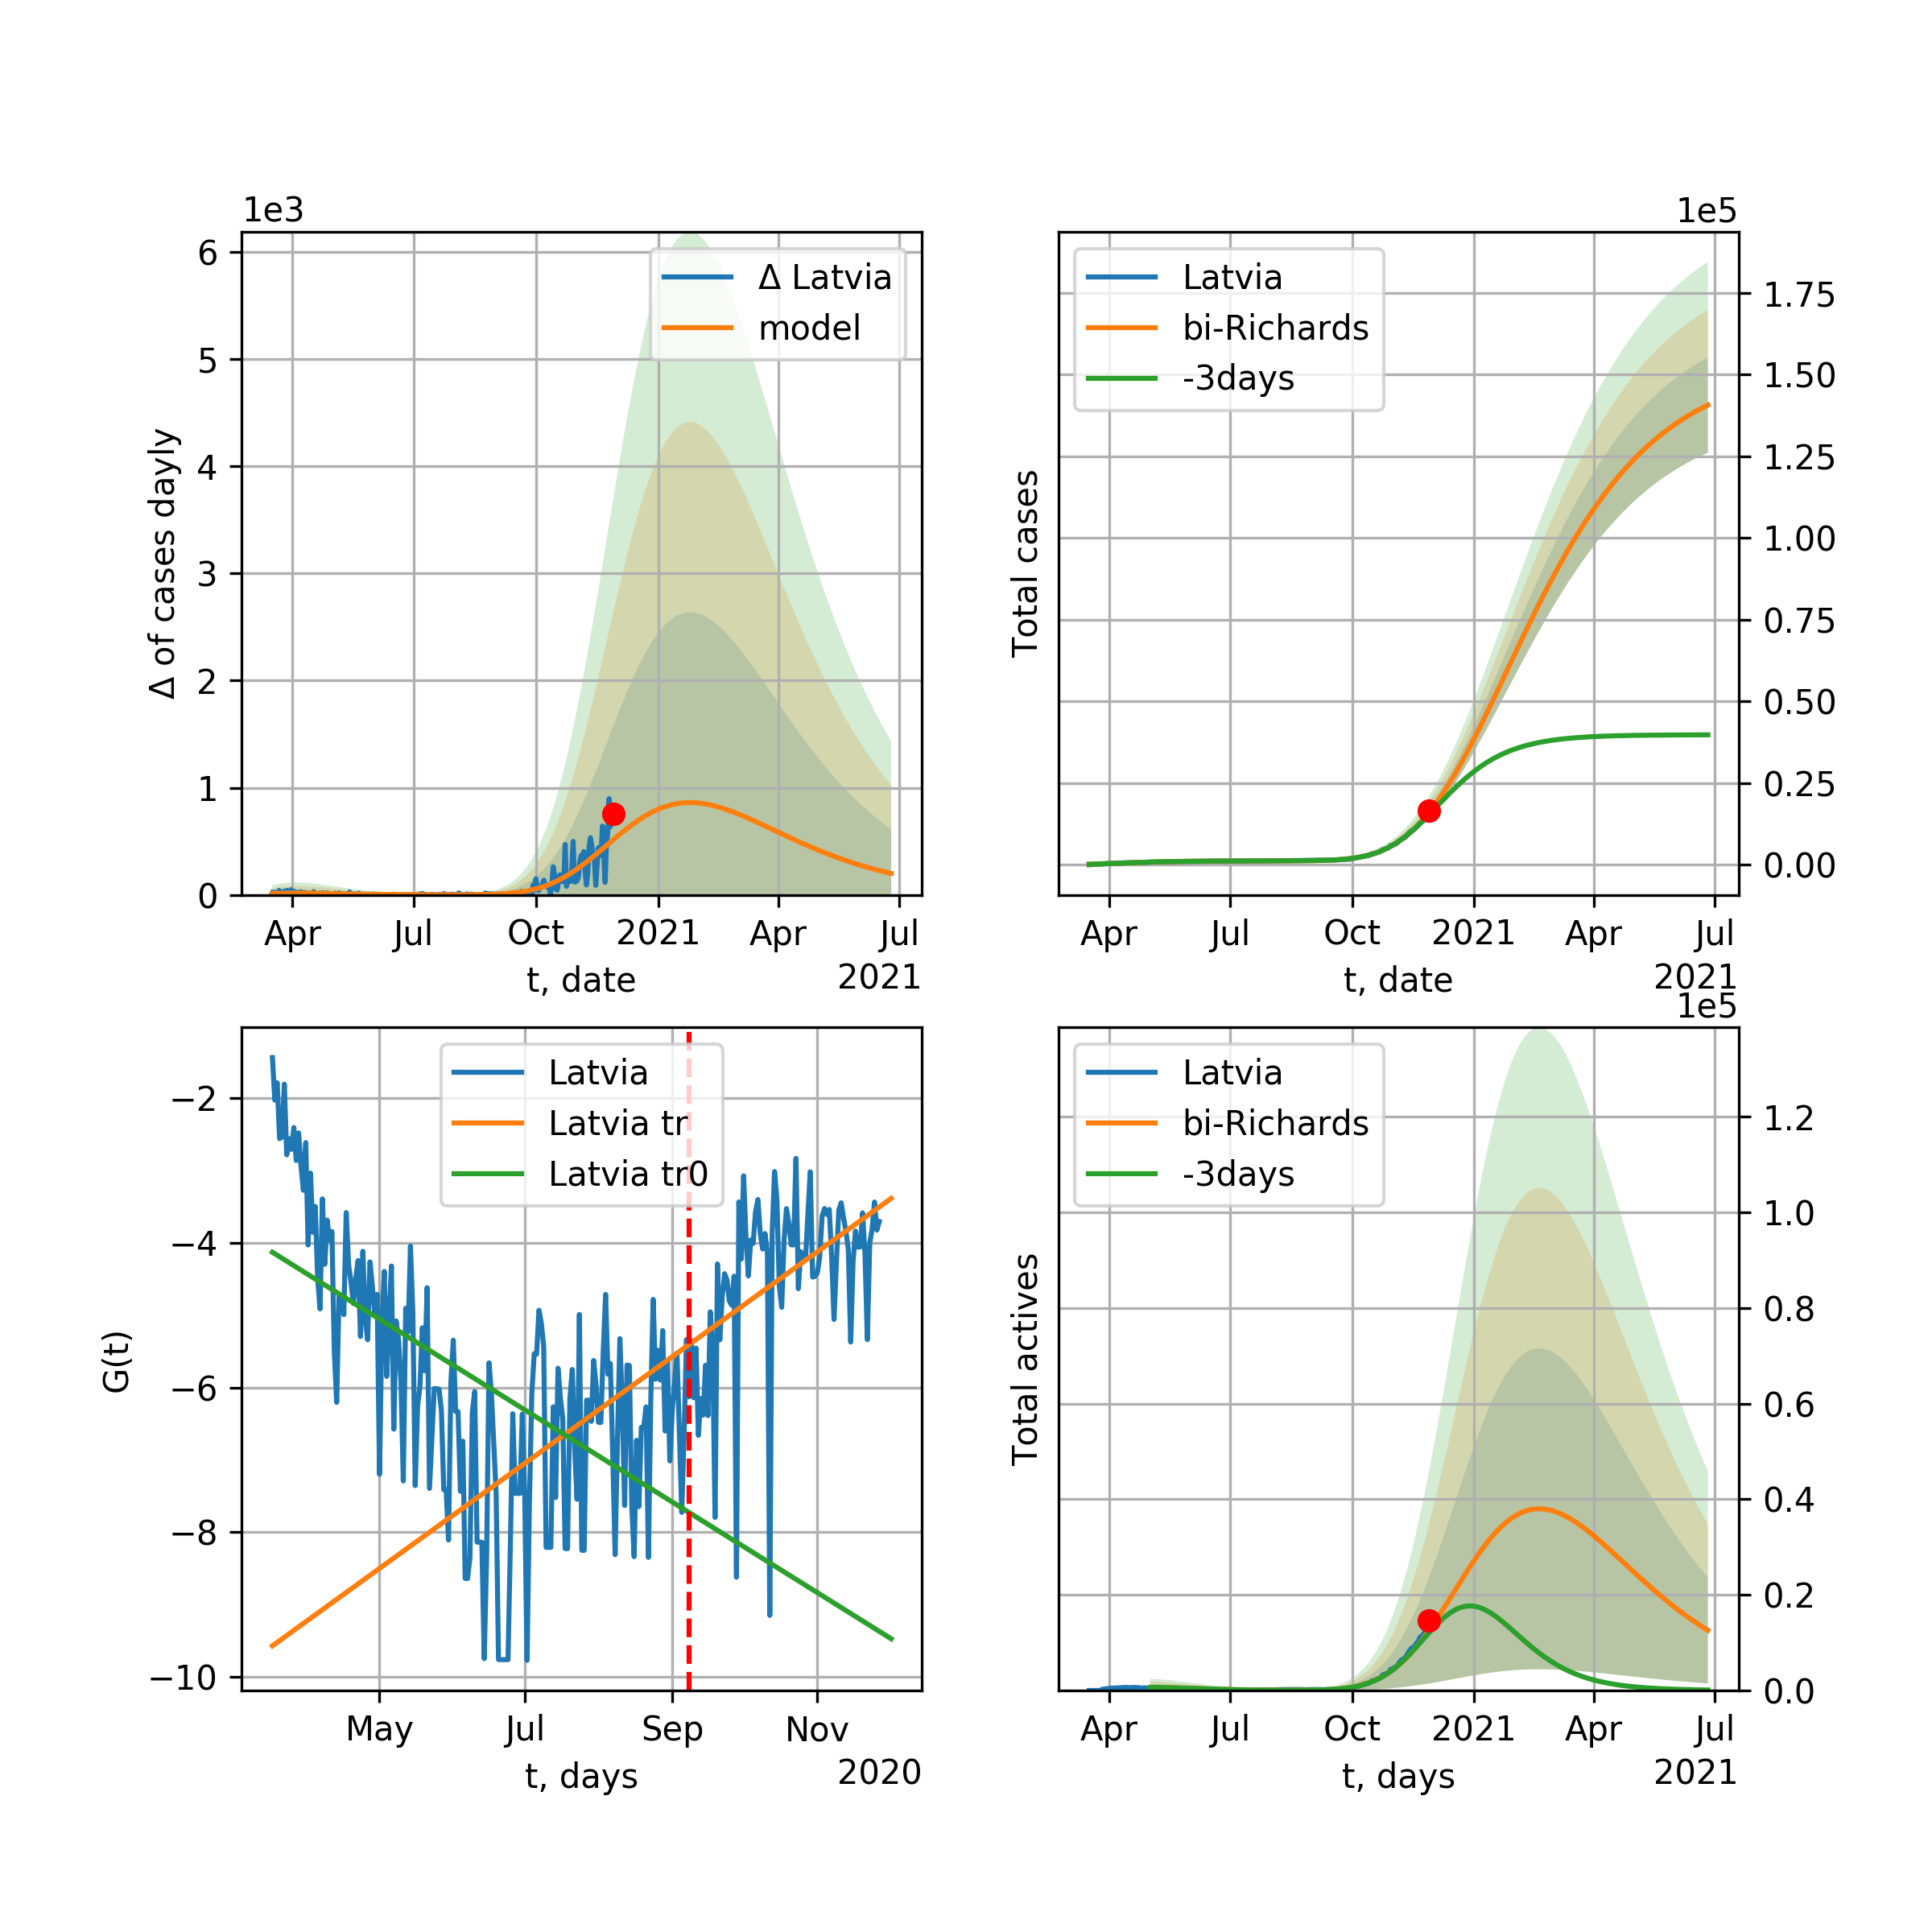 1e3
Δ of cases dayly
6
5
4
3
2
1
0
Δ Latvia
model
Apr
Jul
Oct
2021
Apr
Jul
t, date
2021
1e5
Total cases
Latvia
bi-Richards
-3days
1.75
1.50
1.25
1.00
0.75
0.50
0.25
0.00
Apr
Jul
Oct
2021
Apr
Jul
t, date
2021
G(t)
−2
−4
−6
−8
−10
Latvia
Latvia tr
Latvia tr0
May
Jul
Sep
Nov
t, days
2020
1e5
Total actives
Latvia
bi-Richards
-3days
1.2
1.0
0.8
0.6
0.4
0.2
0.0
Apr
Jul
Oct
2021
Apr
Jul
t, days
2021